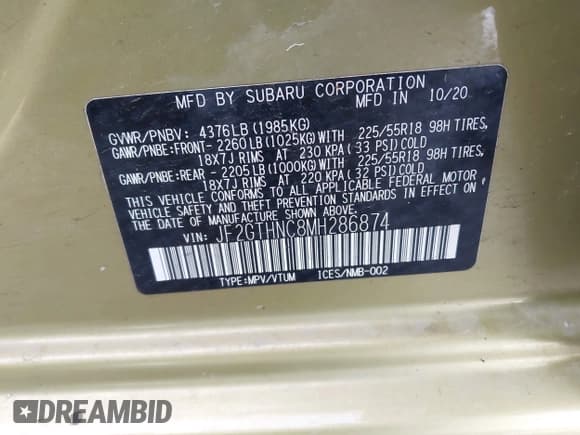 MFD BY SUBARU CORPORATION
MFD IN 10/20
GVWR/PNBV: 4376LB(1985KG)
GAWR/PNBE:FRONT- 2260LB(1025KG)WITH 225/55R18 98H TIRES,
18X7J RIMS AT 230 KPA(33 PSI)COLD
GAWR/PNBE:REAR - 2205LB(1000KG)WITH 225/55R18 98H TIRES,
18X7J RIMS AT 220 KPA(32 PSI)COLD
THIS VEHICLE CONFORMS TO ALL APPLICABLE FEDERAL MOTOR
VEHICLE SAFETY AND THEFT PREVENTION STANDARDS IN EFFECT ON
THE DATE OF MANUFACTURE SHOWN ABOVE.
VIN: JF2GTHNC8MH286874
TYPE:MPV/VTUM ICES/NMB-002
DREAMBID